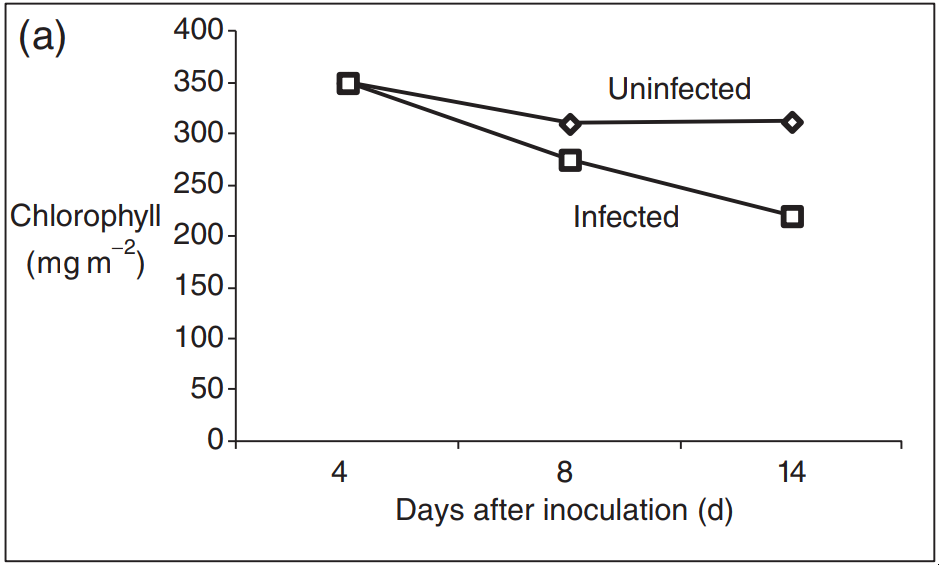 (a)
400
350
300
250
200
150
100
50
0
Chlorophyll
(mg m⁻²)
Uninfected
Infected
4 8 14
Days after inoculation (d)